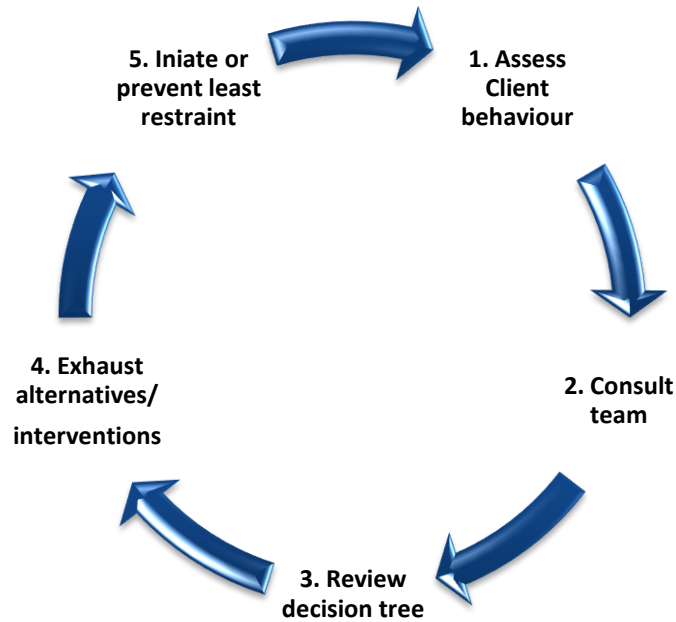 1. Assess
Client
behaviour
2. Consult
team
3. Review
decision tree
4. Exhaust
alternatives/
interventions
5. Iniate or
prevent least
restraint